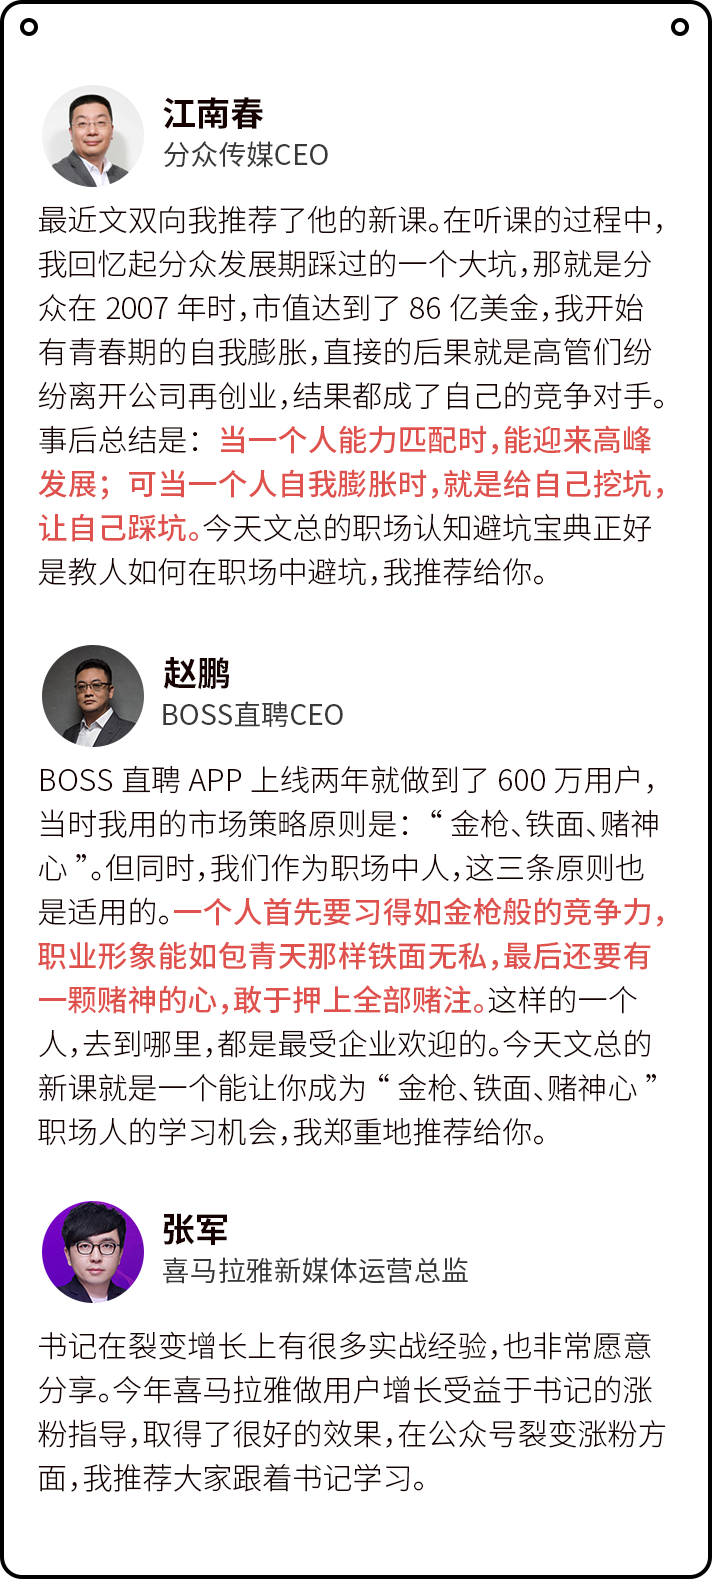 江南春
分众传媒CEO
最近文双向我推荐了他的新课。在听课的过程中，
我回忆起分众发展期踩过的一个大坑，那就是分
众在 2007 年时，市值达到了 86 亿美金，我开始
有青春期的自我膨胀，直接的后果就是高管们纷
纷离开公司再创业，结果都成了自己的竞争对手。
事后总结是：当一个人能力匹配时，能迎来高峰
发展；可当一个人自我膨胀时，就是给自己挖坑，
让自己踩坑。今天文总的职场认知避坑宝典正好
是教人如何在职场中避坑，我推荐给你。
赵鹏
BOSS直聘CEO
BOSS 直聘 APP 上线两年就做到了 600 万用户，
当时我用的市场策略原则是：“ 金枪、铁面、赌神
心 ”。但同时，我们作为职场中人，这三条原则也
是适用的。一个人首先要习得如金枪般的竞争力，
职业形象能如包青天那样铁面无私，最后还要有
一颗赌神的心，敢于押上全部赌注。这样的一个
人，去到哪里，都是最受企业欢迎的。今天文总的
新课就是一个能让你成为 “ 金枪、铁面、赌神心 ”
职场人的学习机会，我郑重地推荐给你。
张军
喜马拉雅新媒体运营总监
书记在裂变增长上有很多实战经验，也非常愿意
分享。今年喜马拉雅做用户增长受益于书记的涨
粉指导，取得了很好的效果，在公众号裂变涨粉方
面，我推荐大家跟着书记学习。